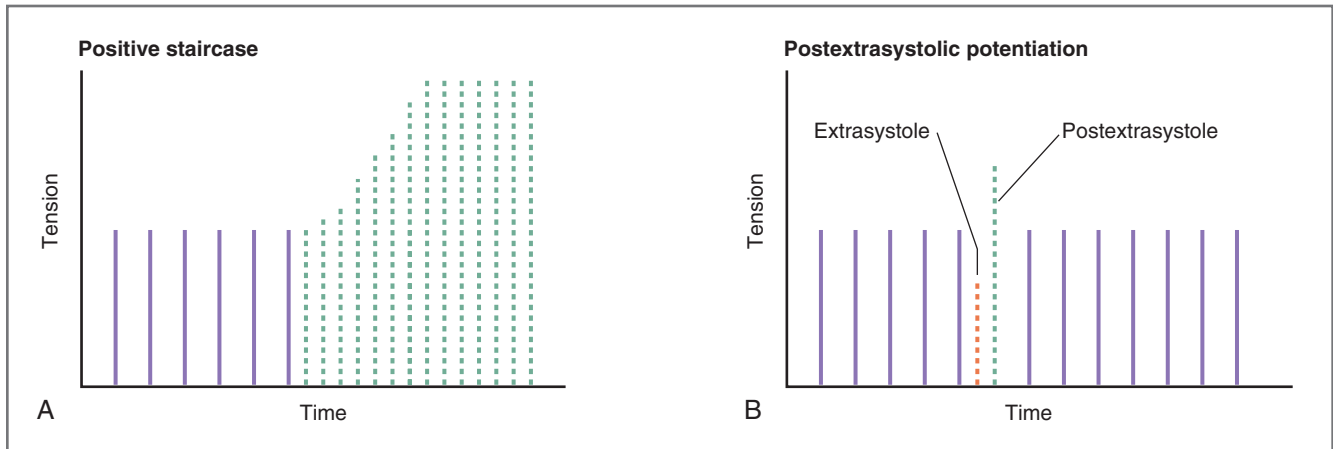 Positive staircase
Tension
Time
A
Postextrasystolic potentiation
Extrasystole
Postextrasystole
Tension
Time
B